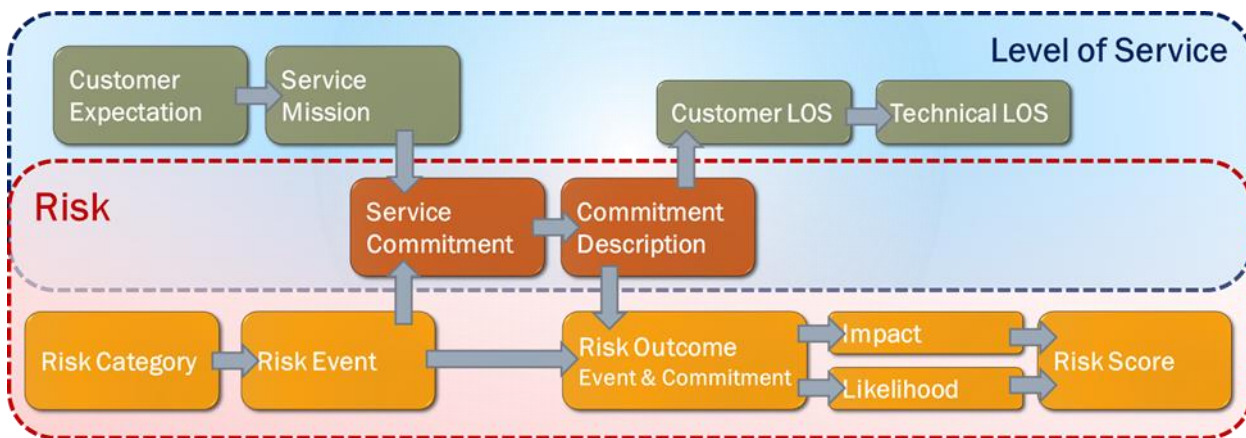 Level of Service
Customer
Expectation
Service
Mission
Customer LOS
Technical LOS
Risk
Service
Commitment
Commitment
Description
Risk Category
Risk Event
Risk Outcome
Event & Commitment
Impact
Likelihood
Risk Score